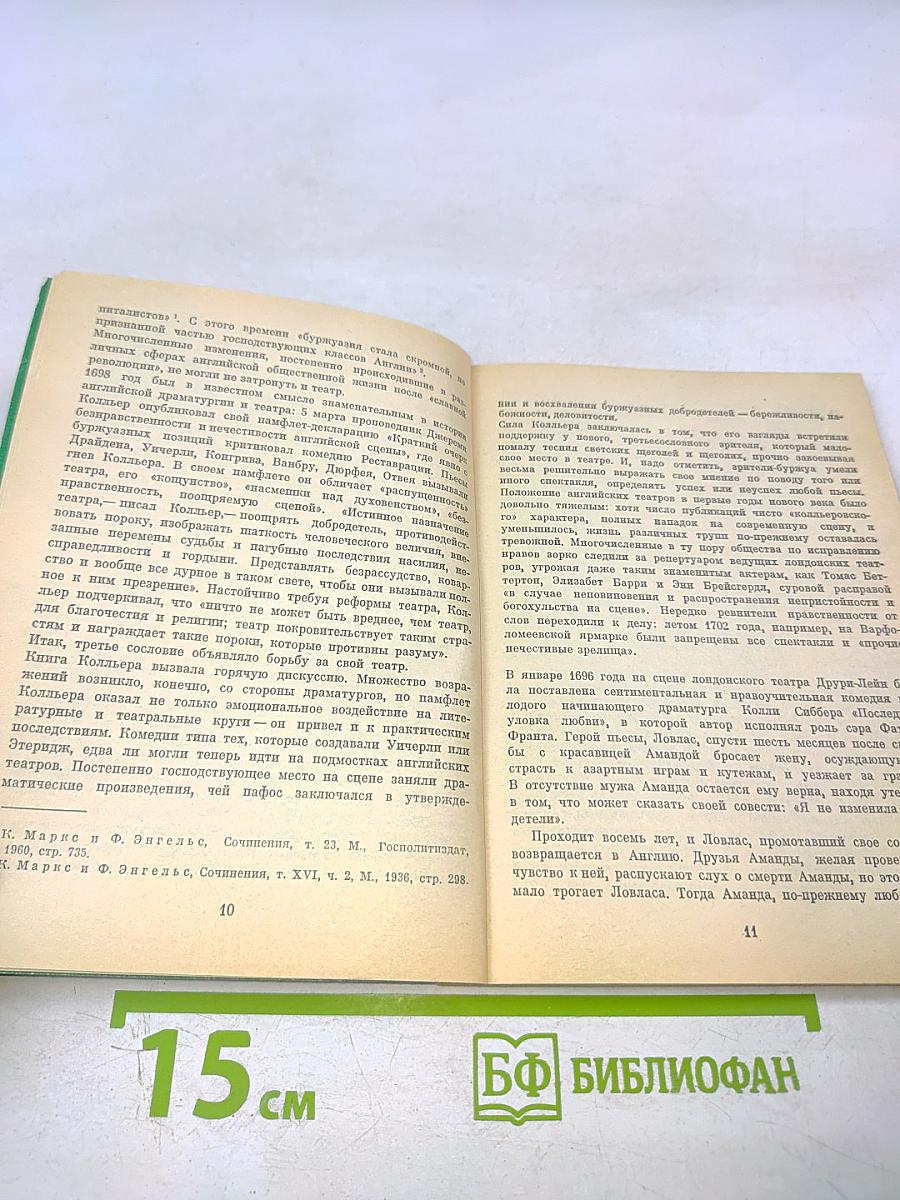 питалистов» ¹. С этого времени «буржуазия стала скромной, но
признанной частью господствующих классов Англии» ².
Многочисленные изменения, постепенно происходившие в раз-
личных сферах английской общественной жизни после «славной
революции», не могли не затронуть и театр.
1698 год был в известном смысле знаменательным в истории
английской драматургии и театра: 5 марта проповедник Джереми
Колльер опубликовал свой памфлет-декларацию «Краткий очерк
безнравственности и нечестивости английской сцены», где явно с
буржуазных позиций критиковал комедию Реставрации. Пьесы
Драйдена, Уичерли, Конгрива, Ванбру, Дюрфея, Отвея вызывали
гнев Колльера. В своем памфлете он обличает «распущенность»
театра, его «кощунство», «насмешки над духовенством», «без-
нравственность, поощряемую сценой». «Истинное назначение
театра,— писал Колльер,— поощрять добродетель, противодейст-
вовать пороку, изображать шаткость человеческого величия, вне-
запные перемены судьбы и пагубные последствия насилия, не-
справедливости и гордыни. Представлять безрассудство, ковар-
ство и вообще все дурное в таком свете, чтобы они вызывали пол-
ное к ним презрение». Настойчиво требуя реформы театра, Кол-
льер подчеркивал, что «ничто не может быть вреднее, чем театр,
для благочестия и религии; театр покровительствует таким стра-
стям и награждает такие пороки, которые противны разуму».
Итак, третье сословие объявляло борьбу за свой театр.
Книга Колльера вызвала горячую дискуссию. Множество возра-
жений возникло, конечно, со стороны драматургов, но памфлет
Колльера оказал не только эмоциональное воздействие на лите-
ратурные и театральные круги — он привел и к практическим
последствиям. Комедии типа тех, которые создавали Уичерли или
Этеридж, едва ли могли теперь идти на подмостках английских
театров. Постепенно господствующее место на сцене заняли дра-
матические произведения, чей пафос заключался в утвержде-
К. Маркс и Ф. Энгельс, Сочинения, т. 23, М., Госполитиздат,
1960, стр. 735.
К. Маркс и Ф. Энгельс, Сочинения, т. XVI, ч. 2, М., 1936, стр. 298.
10
нии и восхвалении буржуазных добродетелей — бережливости, на-
божности, деловитости.
Сила Колльера заключалась в том, что его взгляды встретили
поддержку у нового, третьесословного зрителя, который мало-
помалу теснил светских щеголей и щеголих, прочно завоевывая
свое место в театре. И, надо отметить, зрители-буржуа умели
весьма решительно выражать свое мнение по поводу того или
иного спектакля, определять успех или неуспех любой пьесы.
Положение английских театров в первые годы нового века было
довольно тяжелым: хотя число публикаций чисто «колльеровско-
го» характера, полных нападок на современную сцену, и
уменьшилось, жизнь различных трупп по-прежнему оставалась
тревожной. Многочисленные в ту пору общества по исправлению
нравов зорко следили за репертуаром ведущих лондонских теат-
ров, угрожая даже таким знаменитым актерам, как Томас Бет-
тертон, Элизабет Барри и Энн Брейсгердл, суровой расправой
«в случае неповиновения и распространения непристойности и
богохульства на сцене». Нередко ревнители нравственности от
слов переходили к делу: летом 1702 года, например, на Варфо-
ломеевской ярмарке были запрещены все спектакли и «прочие
нечестивые зрелища».
В январе 1696 года на сцене лондонского театра Друри-Лейн б
ла поставлена сентиментальная и нравоучительная комедия м
лодого начинающего драматурга Колли Сиббера «Послед
уловка любви», в которой автор исполнял роль сэра Фат
Франта. Герой пьесы, Ловлас, спустя шесть месяцев после св
бы с красавицей Амандой бросает жену, осуждающую
страсть к азартным играм и кутежам, и уезжает за гра
В отсутствие мужа Аманда остается ему верна, находя уте
в том, что может сказать своей совести: «Я не изменила
детели».
Проходит восемь лет, и Ловлас, промотавший свое со
возвращается в Англию. Друзья Аманды, желая прове
чувство к ней, распускают слух о смерти Аманды, но это
мало трогает Ловласа. Тогда Аманда, по-прежнему люб
11
15 см
БФ БИБЛИОФАН